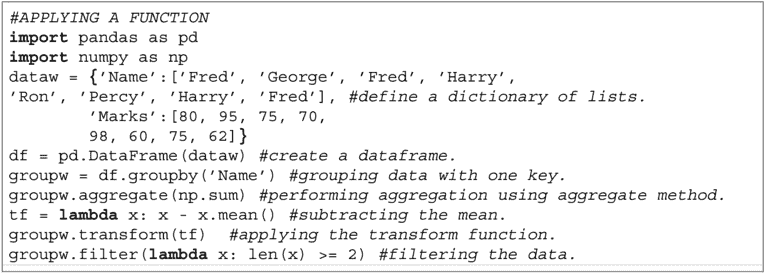 #APPLYING A FUNCTION
import pandas as pd
import numpy as np
dataw = {'Name':['Fred', 'George', 'Fred', 'Harry',
'Ron', 'Percy', 'Harry', 'Fred'], #define a dictionary of lists.
'Marks':[80, 95, 75, 70,
98, 60, 75, 62]}
df = pd.DataFrame(dataw) #create a dataframe.
groupw = df.groupby('Name') #grouping data with one key.
groupw.aggregate(np.sum) #performing aggregation using aggregate method.
tf = lambda x: x - x.mean() #subtracting the mean.
groupw.transform(tf)  #applying the transform function.
groupw.filter(lambda x: len(x) >= 2) #filtering the data.